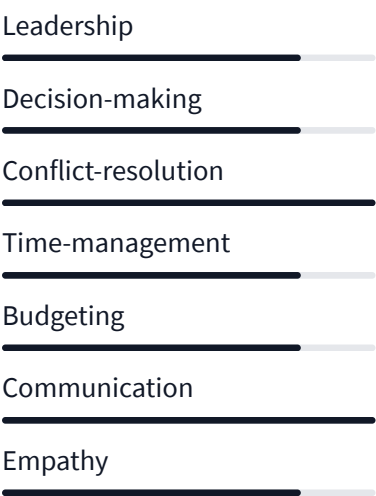 Leadership
Decision-making
Conflict-resolution
Time-management
Budgeting
Communication
Empathy